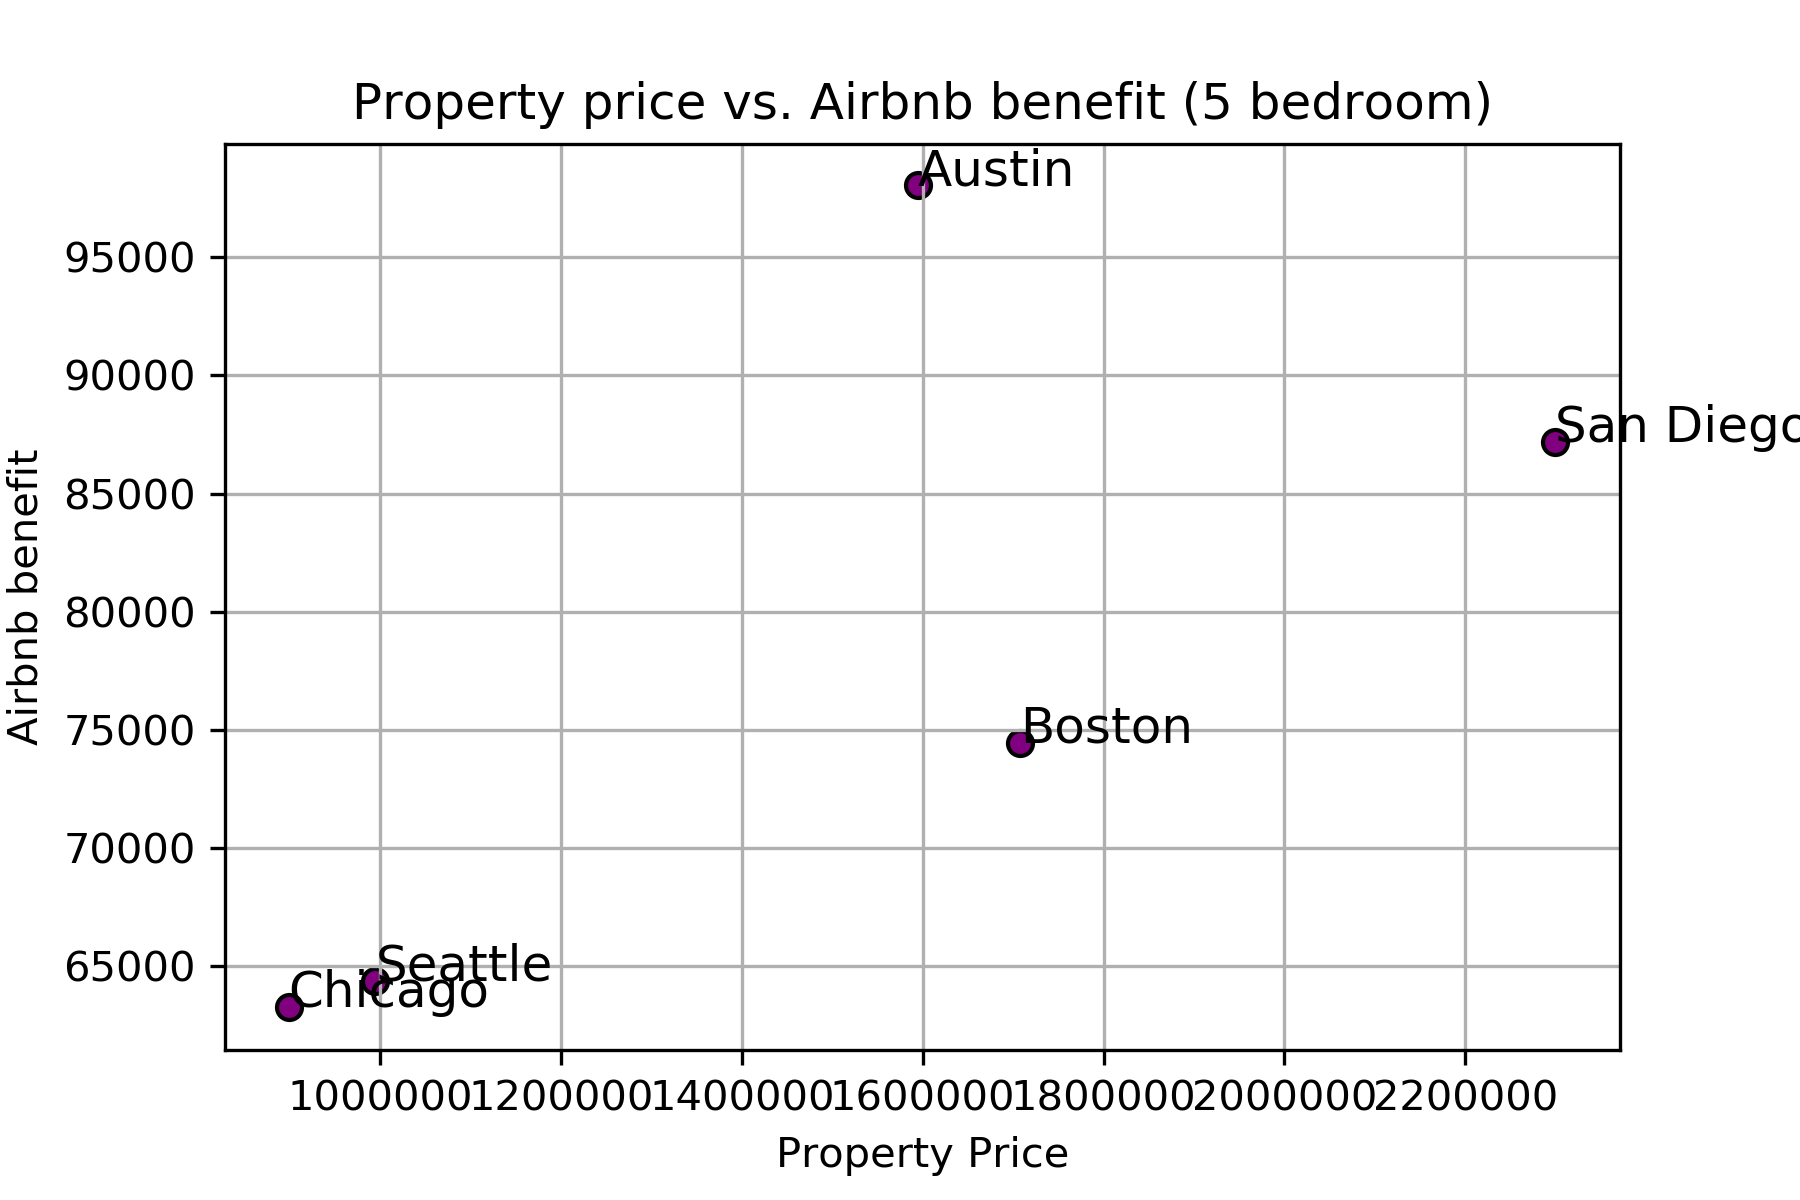 Property price vs. Airbnb benefit (5 bedroom)
Austin
95000
90000
San Diego
85000
Airbnb benefit
80000
Boston
75000
70000
Seattle
65000
Chicago
1000000 1200000 1400000 1600000 1800000 2000000 2200000
Property Price